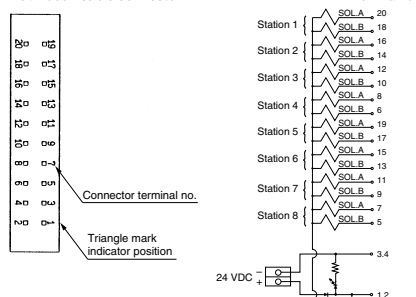 20 19
18 17
16 15
14 13
12 11
10 9
8 7
6 5
4 3
2 1
Connector terminal no.
Triangle mark
indicator position
Station 1
SOL.A 20
SOL.B 18
Station 2
SOL.A 16
SOL.B 14
Station 3
SOL.A 12
SOL.B 10
Station 4
SOL.A 8
SOL.B 6
Station 5
SOL.A 19
SOL.B 17
Station 6
SOL.A 15
SOL.B 13
Station 7
SOL.A 11
SOL.B 9
Station 8
SOL.A 7
SOL.B 5
3.4
24 VDC
−
+
1.2